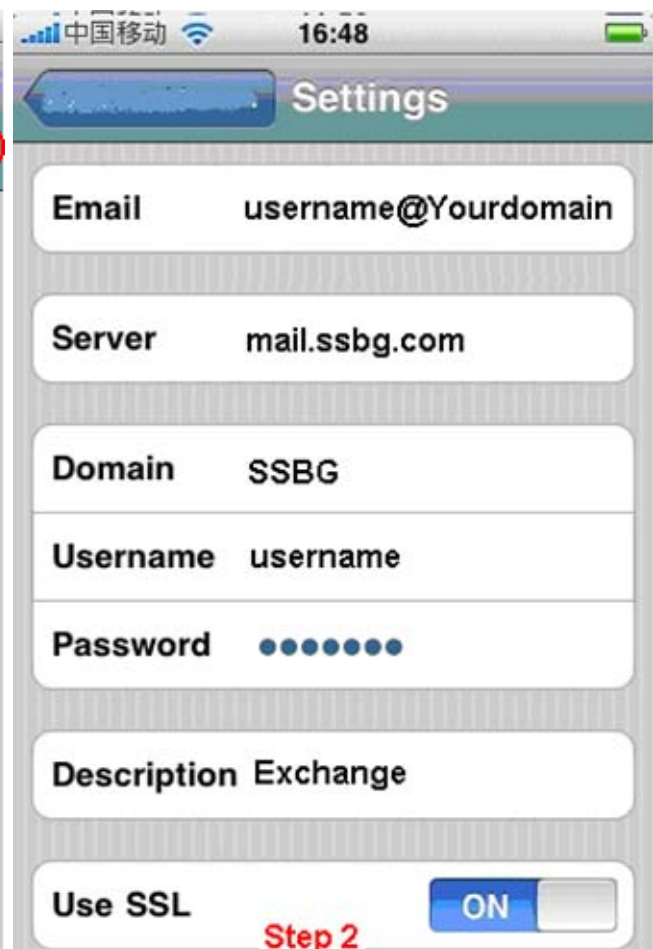 中国移动 16:48
Settings
Email username@Yourdomain
Server mail.ssbg.com
Domain SSBG
Username username
Password •••••••
Description Exchange
Use SSL ON
Step 2